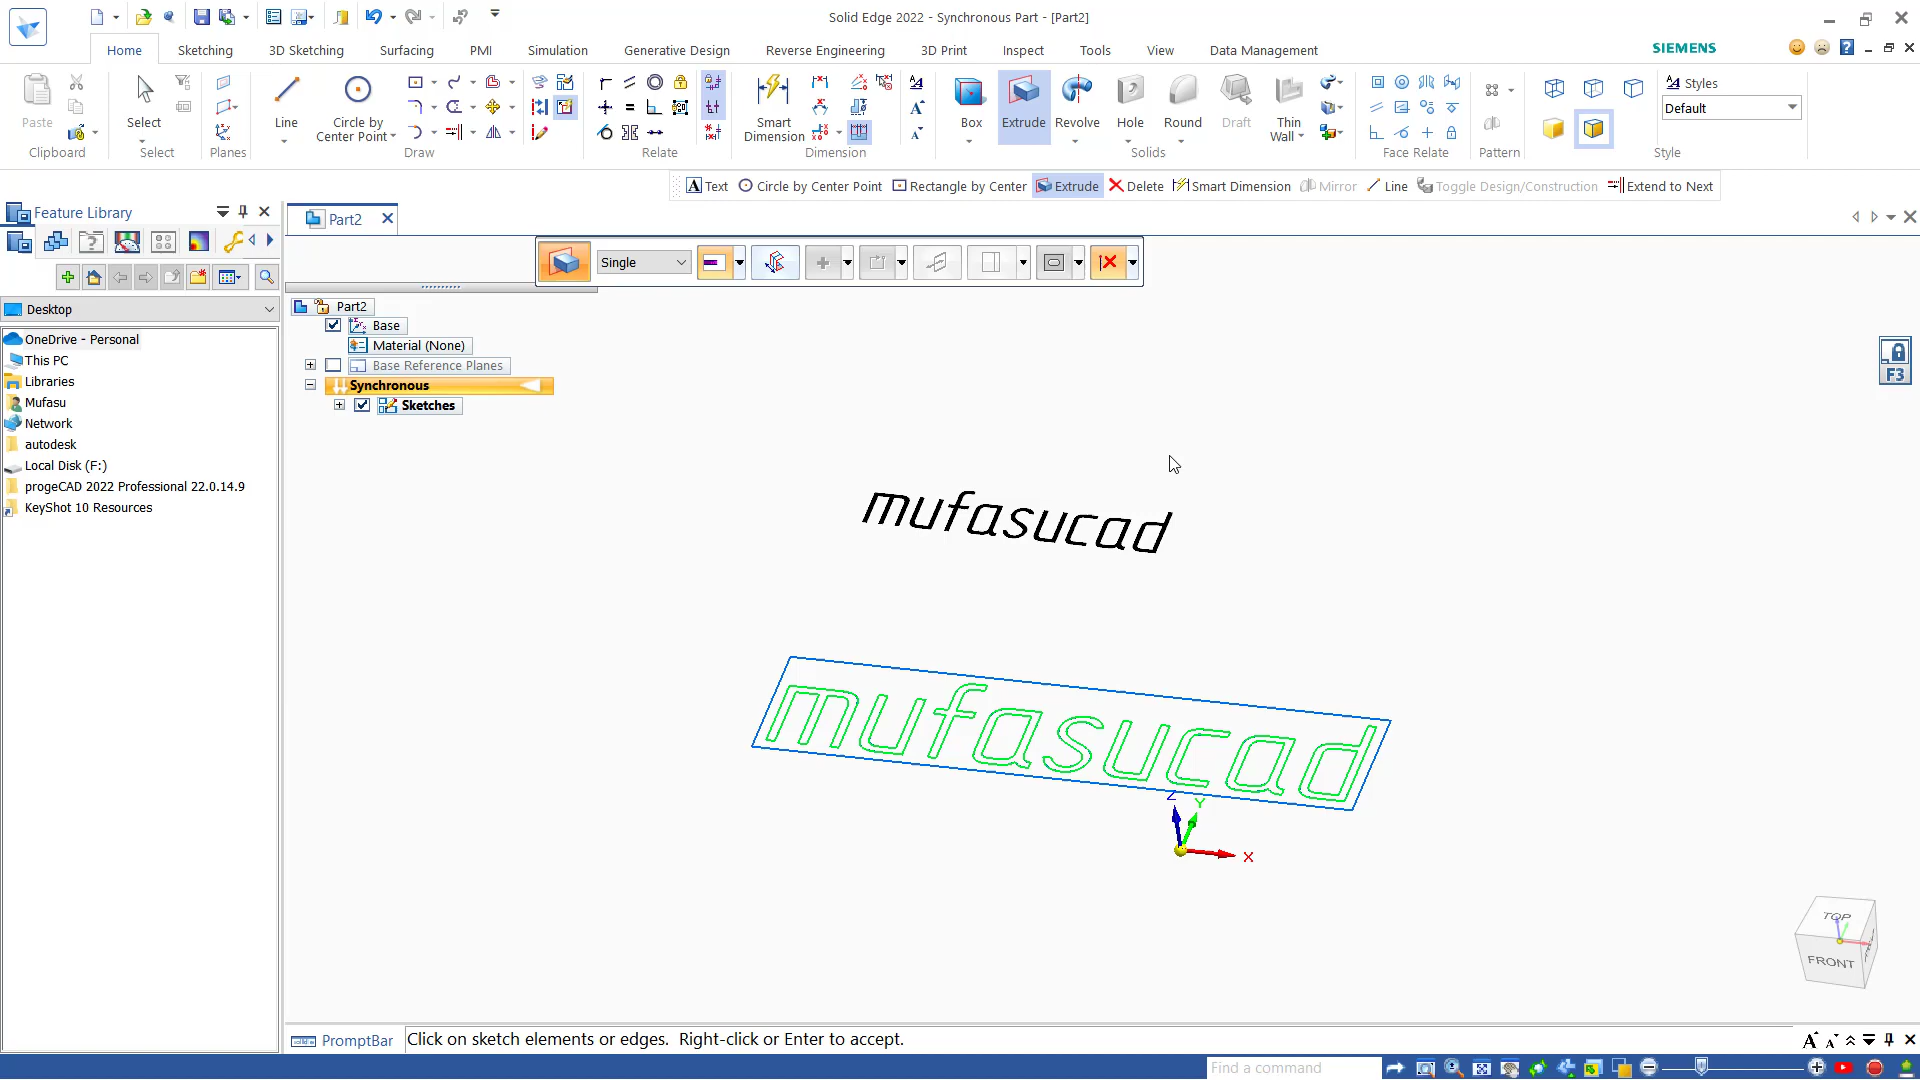 Solid Edge 2022 - Synchronous Part - [Part2]
Home Sketching 3D Sketching Surfacing PMI Simulation Generative Design Reverse Engineering 3D Print Inspect Tools View Data Management
SIEMENS
Paste
Clipboard
Select
Select
Planes
Line
Circle by
Center Point
Draw
Relate
Smart
Dimension
Dimension
Box
Extrude
Revolve
Hole
Round
Draft
Thin
Wall
Solids
Face Relate
Pattern
Styles
Default
Style
Text Circle by Center Point Rectangle by Center Extrude Delete Smart Dimension Mirror Line Toggle Design/Construction Extend to Next
Feature Library
Desktop
OneDrive - Personal
This PC
Libraries
Mufasu
Network
autodesk
Local Disk (F:)
progeCAD 2022 Professional 22.0.14.9
KeyShot 10 Resources
Part2
Single
Part2
Base
Material (None)
Base Reference Planes
Synchronous
Sketches
F3
mufasucad
mufasucad
Z
Y
X
TOP
FRONT
PromptBar
Click on sketch elements or edges. Right-click or Enter to accept.
Find a command